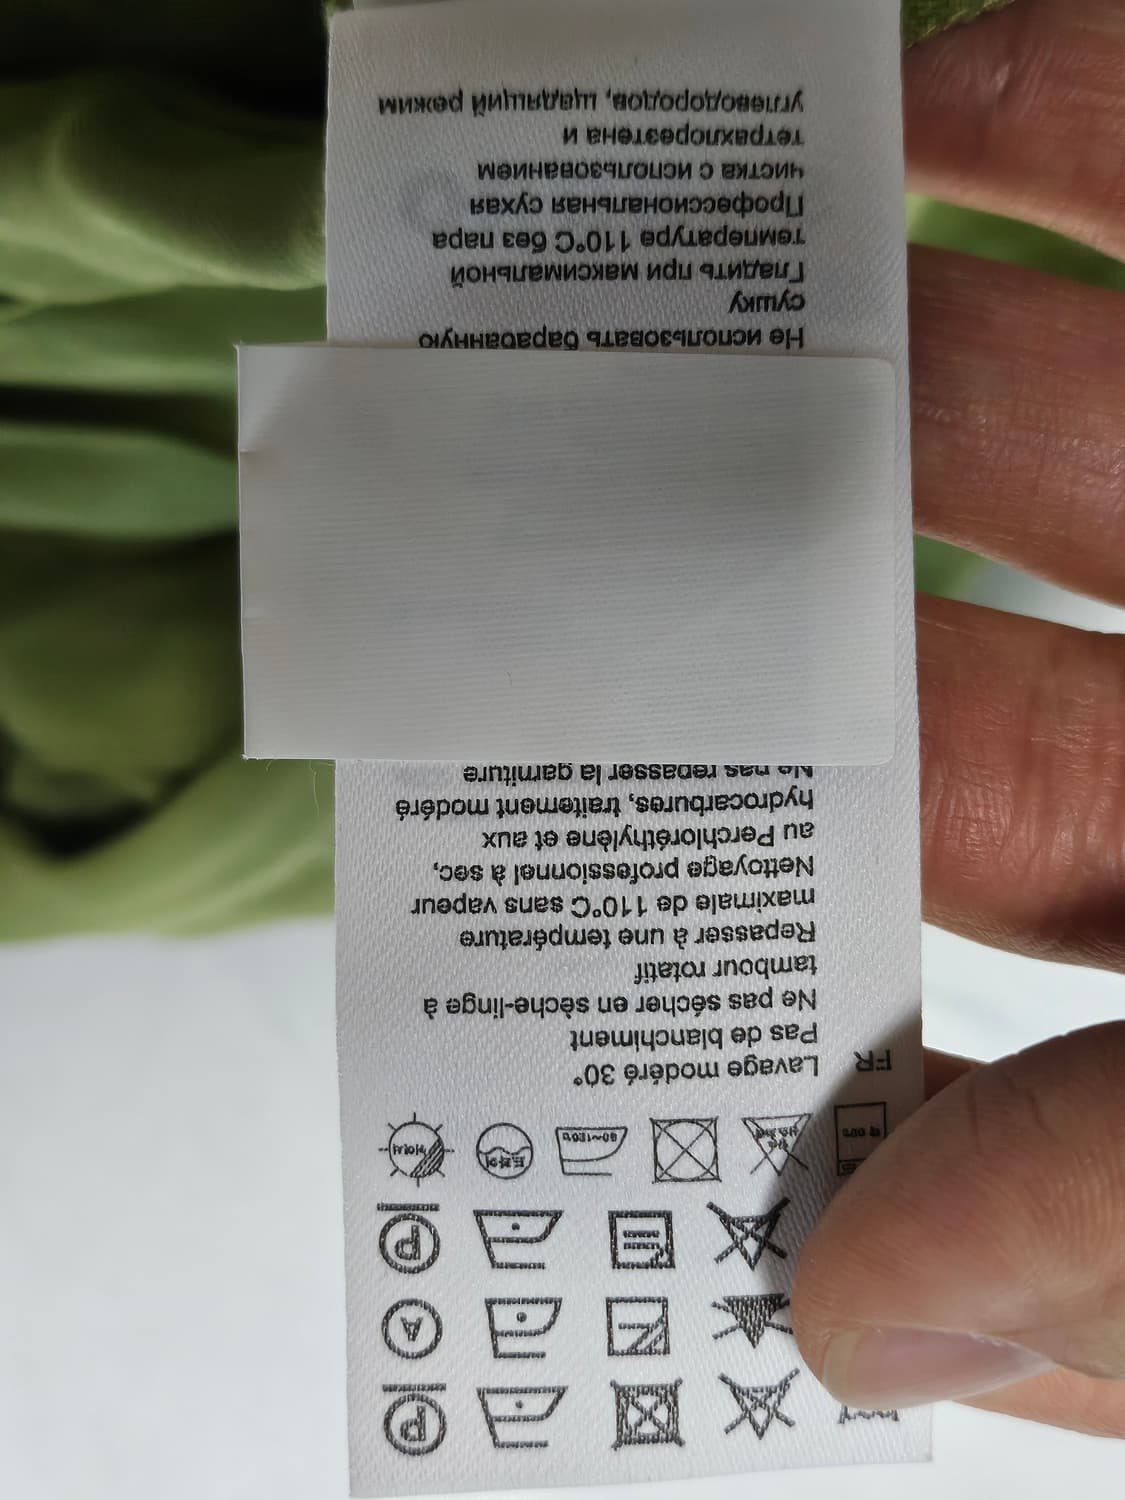 FR
Lavage modéré 30°
Pas de blanchiment
Ne pas sécher en sèche-linge à
tambour rotatif
Repasser à une température
maximale de 110°C sans vapeur
Nettoyage professionnel à sec,
au Perchloréthylène et aux
hydrocarbures, traitement modéré
Ne pas repasser la garniture
Не использовать барабанную
сушку
Гладить при максимальной
температуре 110°C без пара
Профессиональная сухая
чистка с использованием
тетрахлорэтена и
углеводородов, щадящий режим